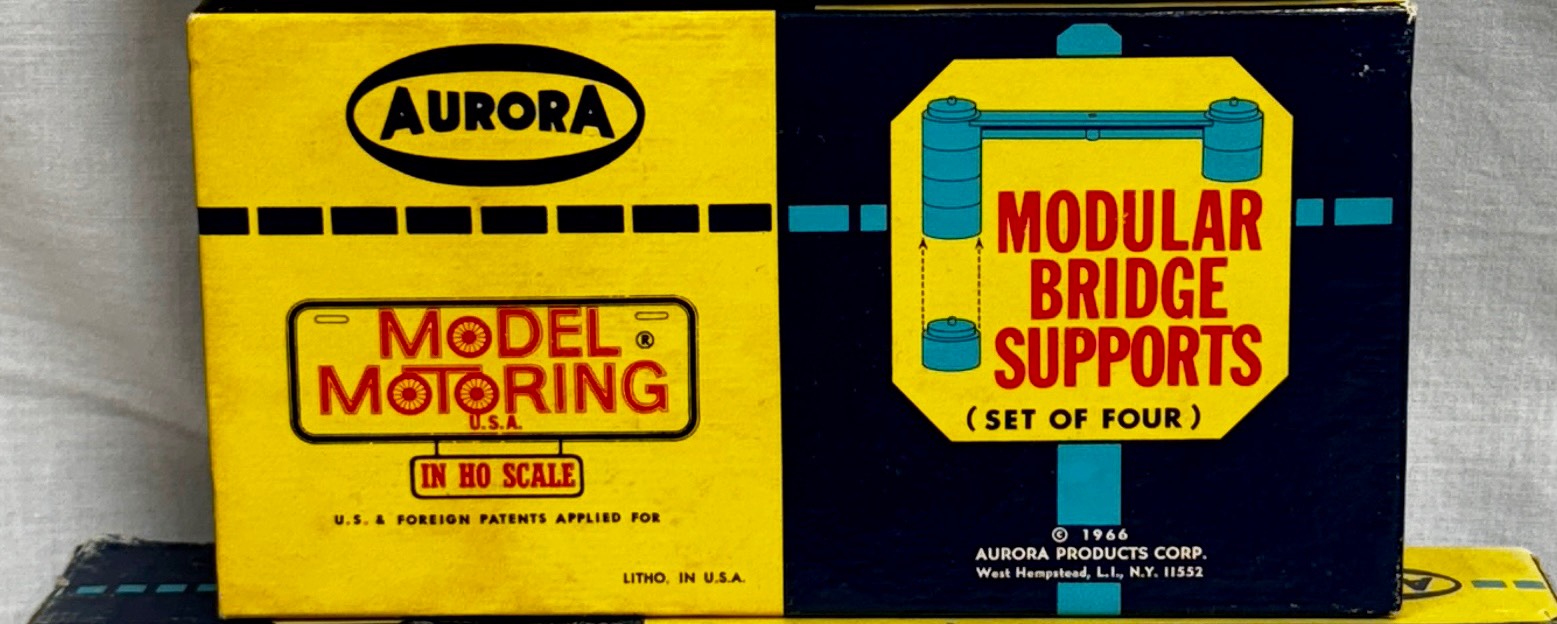 AURORA
MODEL ®
MOTORING
U.S.A.
IN HO SCALE
U.S. & FOREIGN PATENTS APPLIED FOR
LITHO. IN U.S.A.
MODULAR
BRIDGE
SUPPORTS
(SET OF FOUR)
© 1966
AURORA PRODUCTS CORP.
West Hempstead, L.I., N.Y. 11552